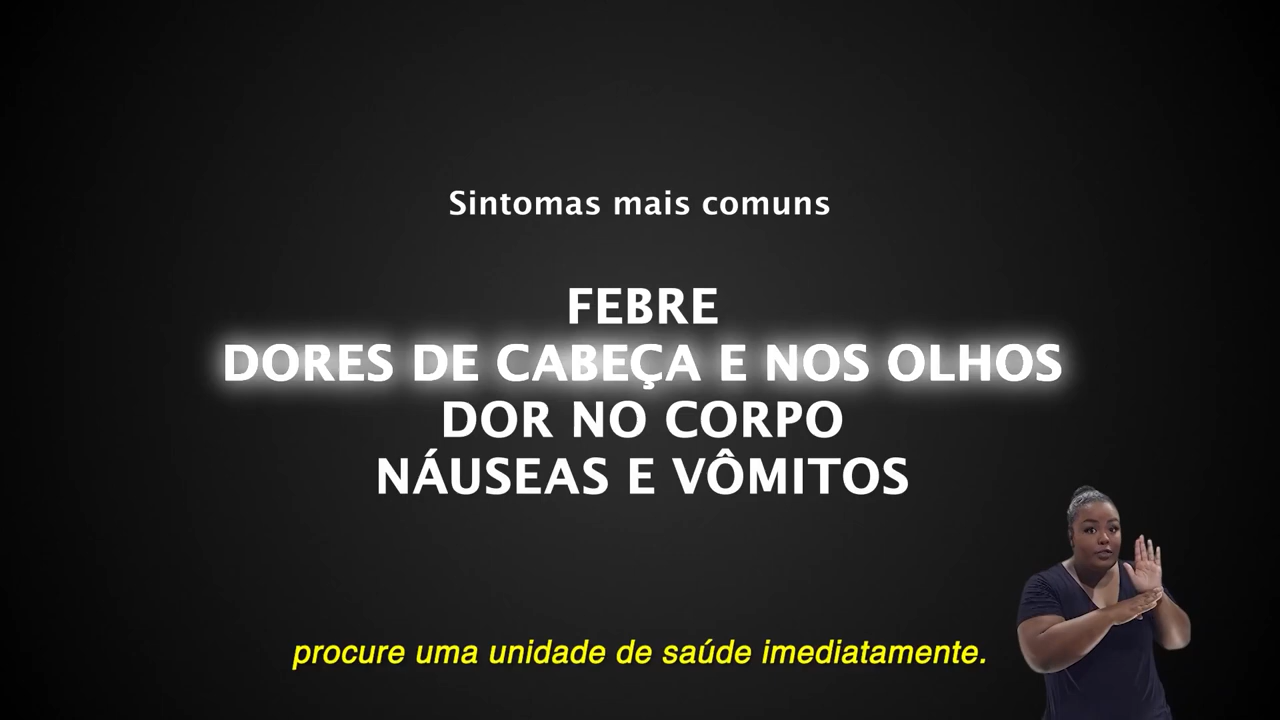 Sintomas mais comuns
FEBRE
DORES DE CABEÇA E NOS OLHOS
DOR NO CORPO
NÁUSEAS E VÔMITOS
procure uma unidade de saúde imediatamente.